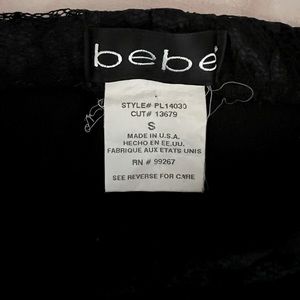 bebe
STYLE# PL14030
CUT# 13679
S
MADE IN U.S.A.
HECHO EN EE.UU.
FABRIQUE AUX ETATS UNIS
RN # 99267
SEE REVERSE FOR CARE